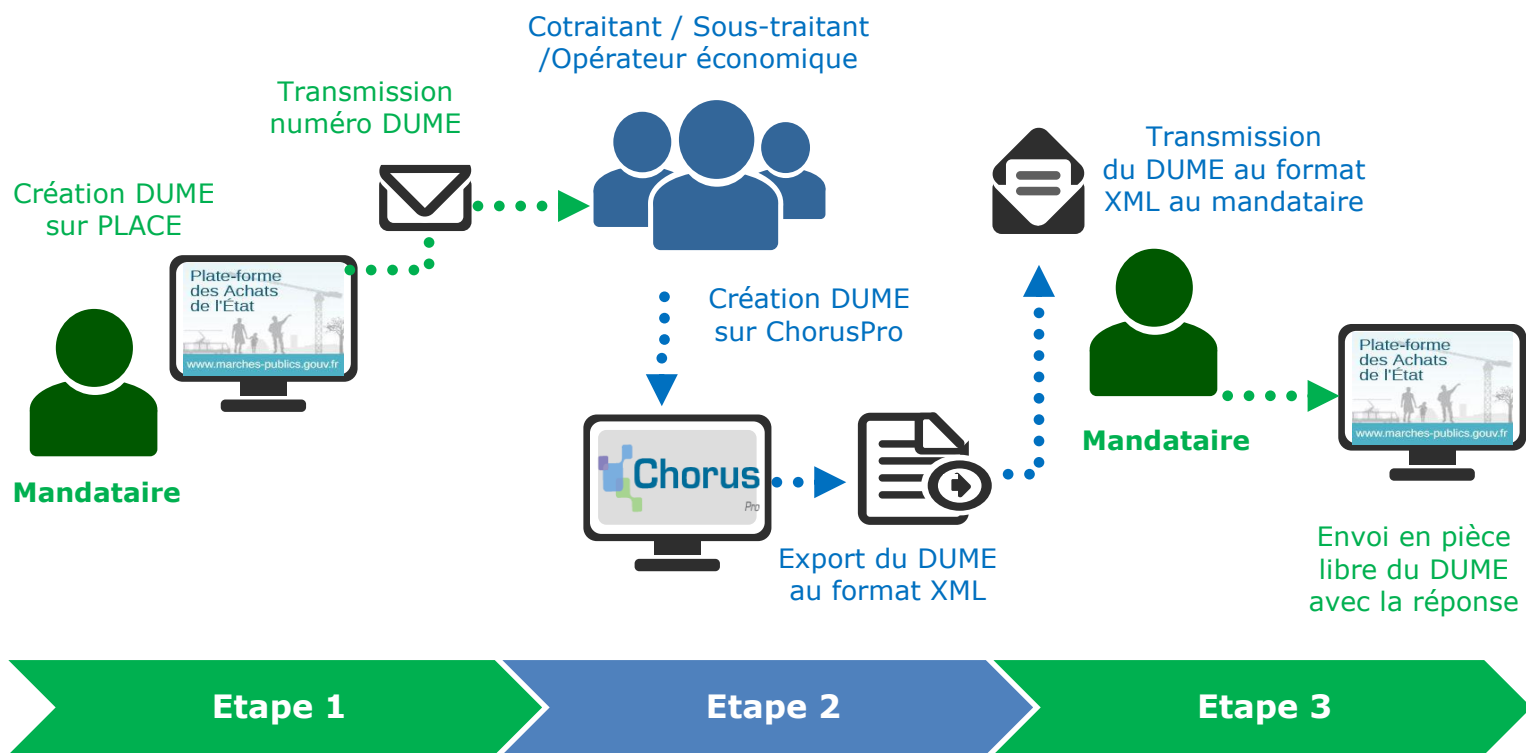 Cotraitant / Sous-traitant
/Opérateur économique
Transmission
numéro DUME
Création DUME
sur PLACE
Plate-forme
des Achats
de l'État
www.marches-publics.gouv.fr
Mandataire
Création DUME
sur ChorusPro
Chorus
Pro
Export du DUME
au format XML
Transmission
du DUME au format
XML au mandataire
Mandataire
Plate-forme
des Achats
de l'État
www.marches-publics.gouv.fr
Envoi en pièce
libre du DUME
avec la réponse
Etape 1
Etape 2
Etape 3